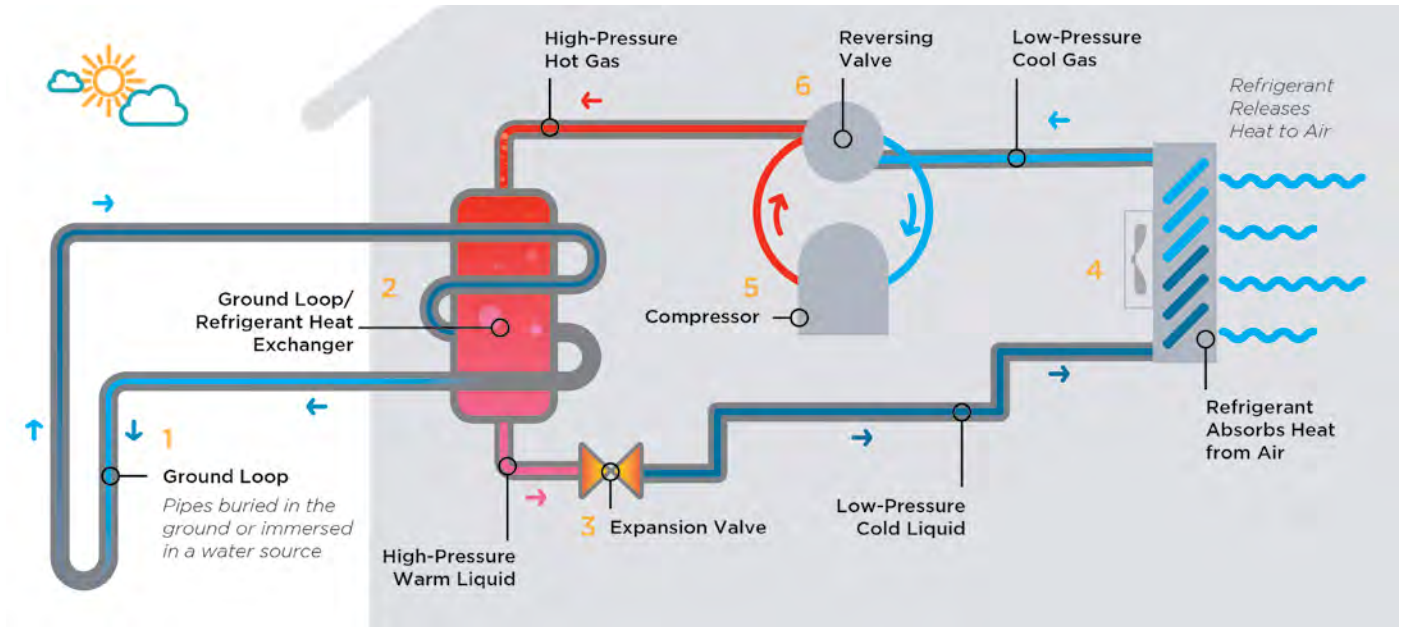 High-Pressure
Hot Gas
Reversing
Valve
Low-Pressure
Cool Gas
6
Refrigerant
Releases
Heat to Air
2
Ground Loop/
Refrigerant Heat
Exchanger
5
Compressor
4
1
Ground Loop
Pipes buried in the
ground or immersed
in a water source
3
Expansion Valve
High-Pressure
Warm Liquid
Low-Pressure
Cold Liquid
Refrigerant
Absorbs Heat
from Air